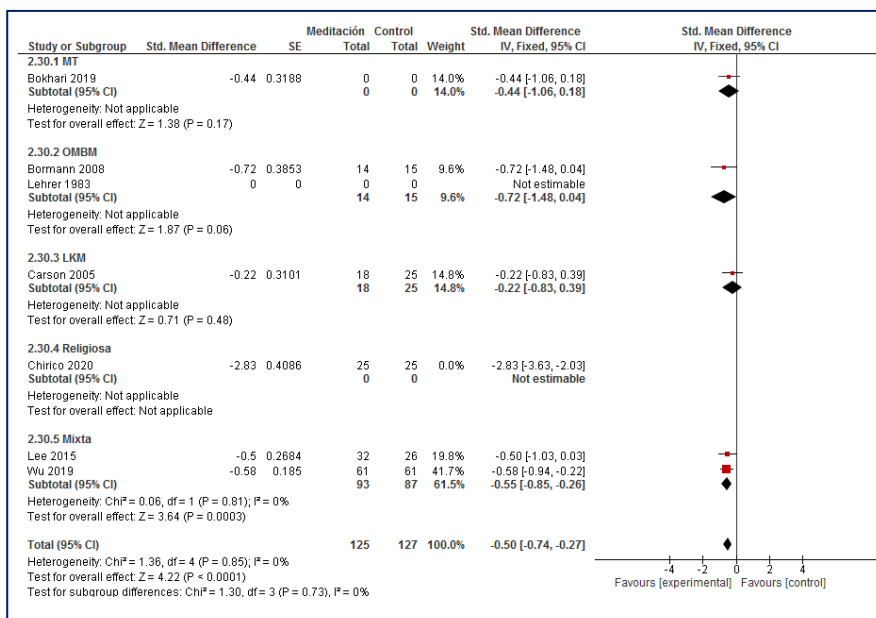 Meditación Control Std. Mean Difference Std. Mean Difference
Study or Subgroup Std. Mean Difference SE Total Total Weight IV, Fixed, 95% CI IV, Fixed, 95% CI
2.30.1 MT
Bokhari 2019 -0.44 0.3188 0 0 14.0% -0.44 [-1.06, 0.18]
Subtotal (95% CI) 0 0 14.0% -0.44 [-1.06, 0.18]
Heterogeneity: Not applicable
Test for overall effect: Z = 1.38 (P = 0.17)
2.30.2 OMBM
Bormann 2008 -0.72 0.3853 14 15 9.6% -0.72 [-1.48, 0.04]
Lehrer 1983 0 0 0 0 Not estimable
Subtotal (95% CI) 14 15 9.6% -0.72 [-1.48, 0.04]
Heterogeneity: Not applicable
Test for overall effect: Z = 1.87 (P = 0.06)
2.30.3 LKM
Carson 2005 -0.22 0.3101 18 25 14.8% -0.22 [-0.83, 0.39]
Subtotal (95% CI) 18 25 14.8% -0.22 [-0.83, 0.39]
Heterogeneity: Not applicable
Test for overall effect: Z = 0.71 (P = 0.48)
2.30.4 Religiosa
Chirico 2020 -2.83 0.4086 25 25 0.0% -2.83 [-3.63, -2.03]
Subtotal (95% CI) 0 0 Not estimable
Heterogeneity: Not applicable
Test for overall effect: Not applicable
2.30.5 Mixta
Lee 2015 -0.5 0.2684 32 26 19.8% -0.50 [-1.03, 0.03]
Wu 2019 -0.58 0.185 61 61 41.7% -0.58 [-0.94, -0.22]
Subtotal (95% CI) 93 87 61.5% -0.55 [-0.85, -0.26]
Heterogeneity: Chi² = 0.06, df = 1 (P = 0.81); I² = 0%
Test for overall effect: Z = 3.64 (P = 0.0003)
Total (95% CI) 125 127 100.0% -0.50 [-0.74, -0.27]
Heterogeneity: Chi² = 1.36, df = 4 (P = 0.85); I² = 0%
Test for overall effect: Z = 4.22 (P < 0.0001)
Test for subgroup differences: Chi² = 1.30, df = 3 (P = 0.73), I² = 0%
-4 -2 0 2 4
Favours [experimental] Favours [control]